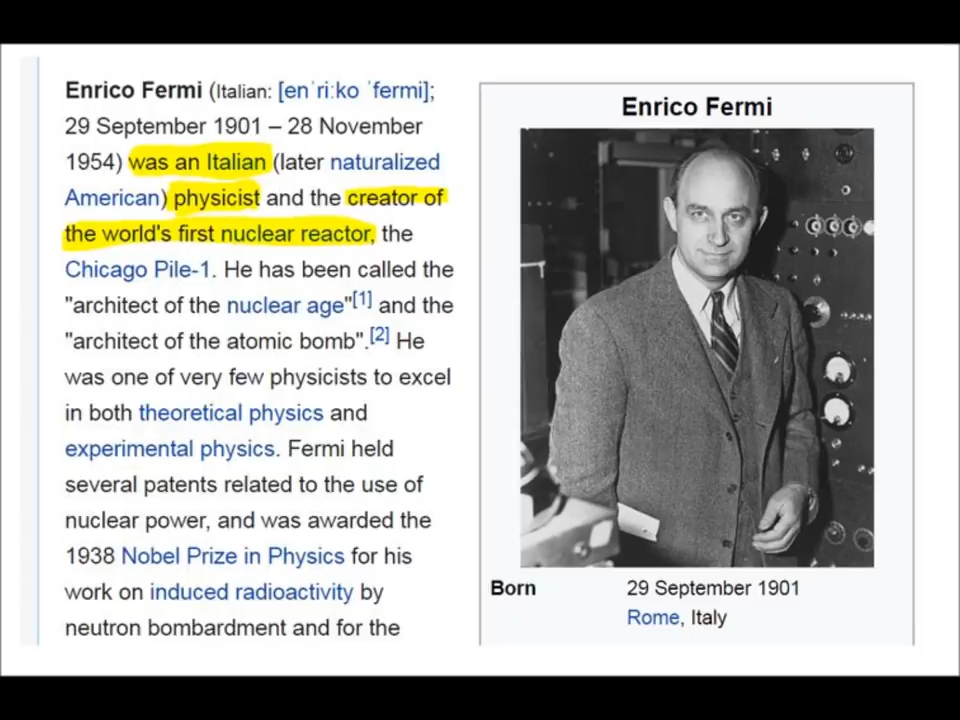 Enrico Fermi (Italian: [enˈriːko ˈfermi];
29 September 1901 – 28 November
1954) was an Italian (later naturalized
American) physicist and the creator of
the world's first nuclear reactor, the
Chicago Pile-1. He has been called the
"architect of the nuclear age"[1] and the
"architect of the atomic bomb".[2] He
was one of very few physicists to excel
in both theoretical physics and
experimental physics. Fermi held
several patents related to the use of
nuclear power, and was awarded the
1938 Nobel Prize in Physics for his
work on induced radioactivity by
neutron bombardment and for the
Enrico Fermi
Born 29 September 1901
Rome, Italy